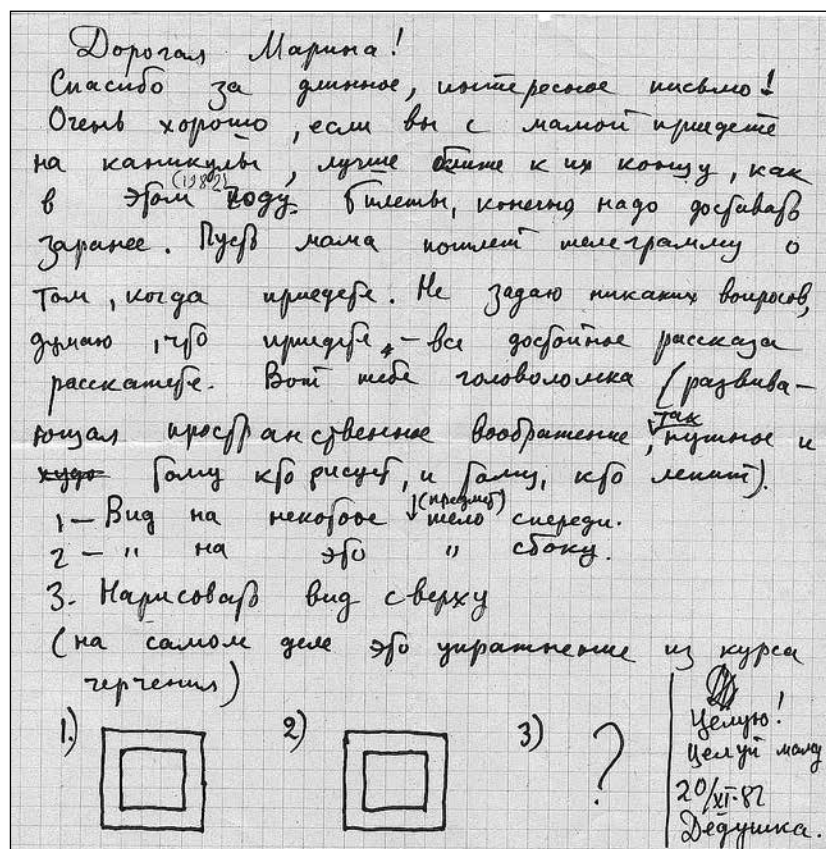 Дорогая Марина!
Спасибо за длинное, интересное письмо!
Очень хорошо, если вы с мамой приедете
на каникулы, лучше ближе к их концу, как
в этом (1982) году. Билеты, конечно надо доставать
заранее. Пусть мама пошлет телеграмму о
том, когда приедете. Не задаю никаких вопросов,
думаю, что приедете, – все достойное рассказа
расскажете. Вот тебе головоломка (развива-
ющая пространственное воображение, так нужное и
тому кто рисует, и тому, кто лепит).
1 – Вид на некоторое тело (предмет) спереди.
2 – " на это " сбоку.
3. Нарисовать вид сверху
(на самом деле это упражнение из курса
черчения)
1.) 2) 3) ?
Целую!
Целуй маму
20/XI-82
Дедушка.